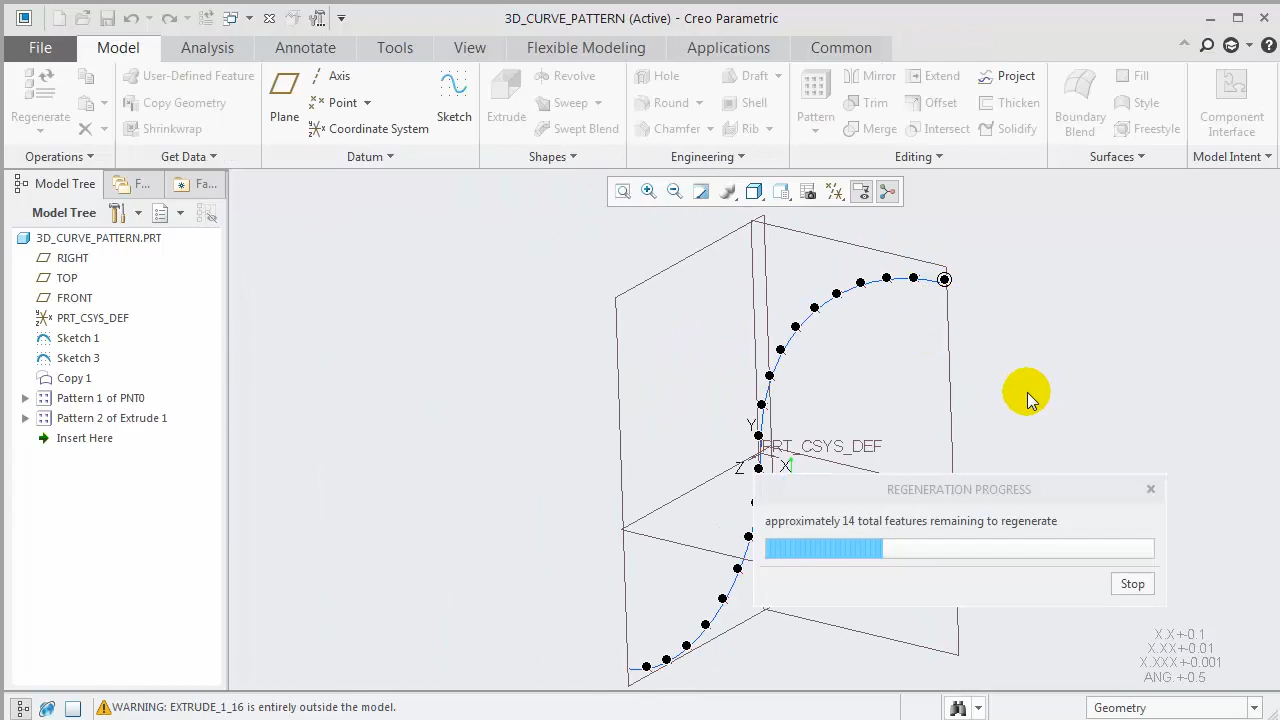 3D_CURVE_PATTERN (Active) - Creo Parametric
File Model Analysis Annotate Tools View Flexible Modeling Applications Common
Regenerate
User-Defined Feature
Copy Geometry
Shrinkwrap
Plane
Axis
Point
Coordinate System
Sketch
Extrude
Revolve
Sweep
Swept Blend
Hole
Round
Chamfer
Draft
Shell
Rib
Pattern
Mirror
Trim
Merge
Extend
Offset
Intersect
Project
Thicken
Solidify
Boundary
Blend
Fill
Style
Freestyle
Component
Interface
Operations Get Data Datum Shapes Engineering Editing Surfaces Model Intent
Model Tree F... Fa...
Model Tree
3D_CURVE_PATTERN.PRT
RIGHT
TOP
FRONT
PRT_CSYS_DEF
Sketch 1
Sketch 3
Copy 1
Pattern 1 of PNT0
Pattern 2 of Extrude 1
Insert Here
Y
PRT_CSYS_DEF
Z X
REGENERATION PROGRESS
approximately 14 total features remaining to regenerate
Stop
X.X+-0.1
X.XX+-0.01
X.XXX+-0.001
ANG.+-0.5
WARNING: EXTRUDE_1_16 is entirely outside the model.
Geometry